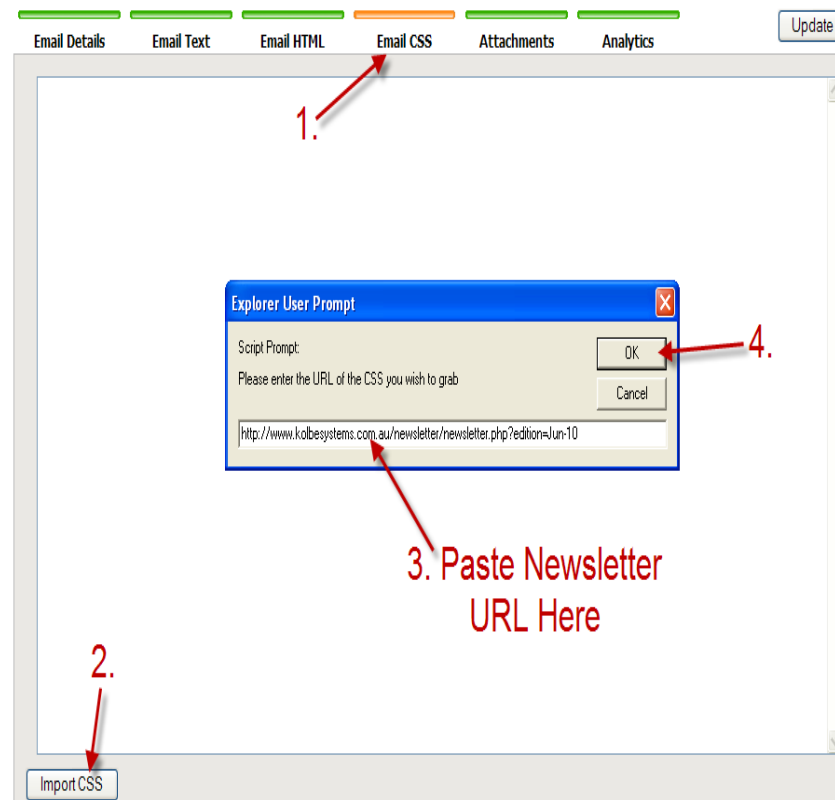 Email Details Email Text Email HTML Email CSS Attachments Analytics Update
1.
Explorer User Prompt
Script Prompt:
OK
4.
Please enter the URL of the CSS you wish to grab
Cancel
http://www.kolbesystems.com.au/newsletter/newsletter.php?edition=Jun-10
3. Paste Newsletter
URL Here
2.
Import CSS